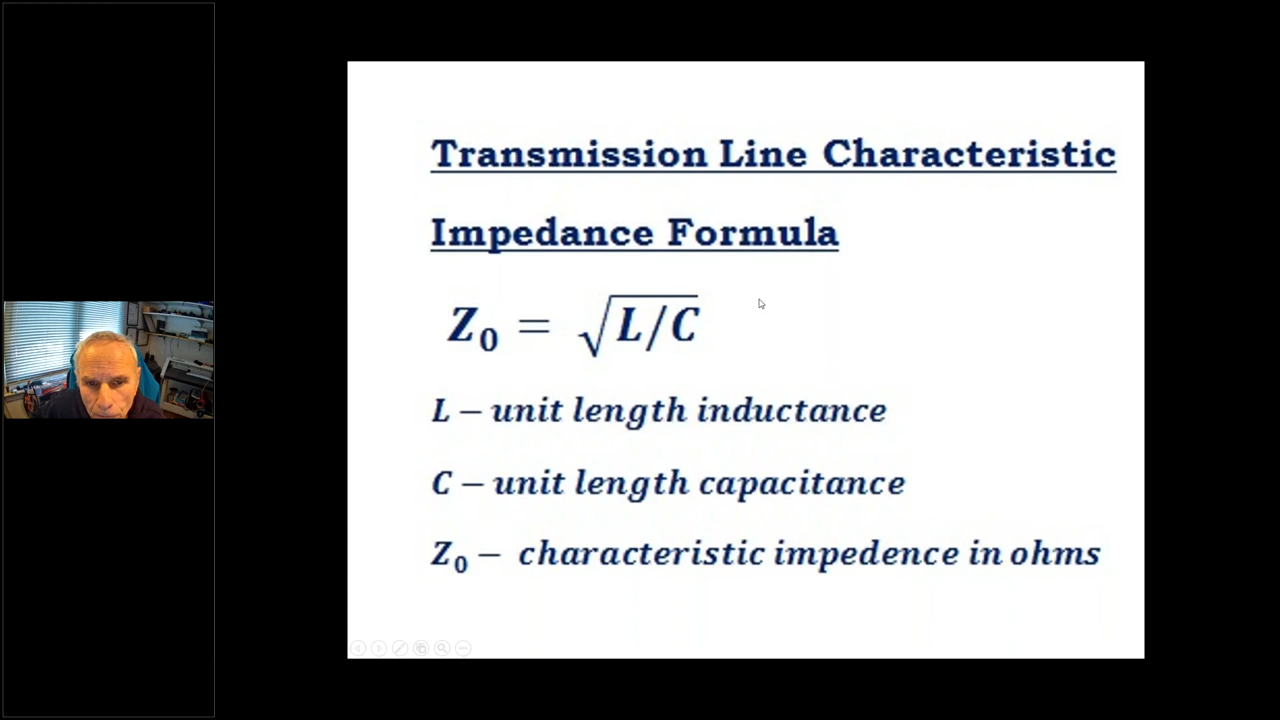 Transmission Line Characteristic
Impedance Formula
Z₀ = √L/C
L − unit length inductance
C − unit length capacitance
Z₀ − characteristic impedence in ohms